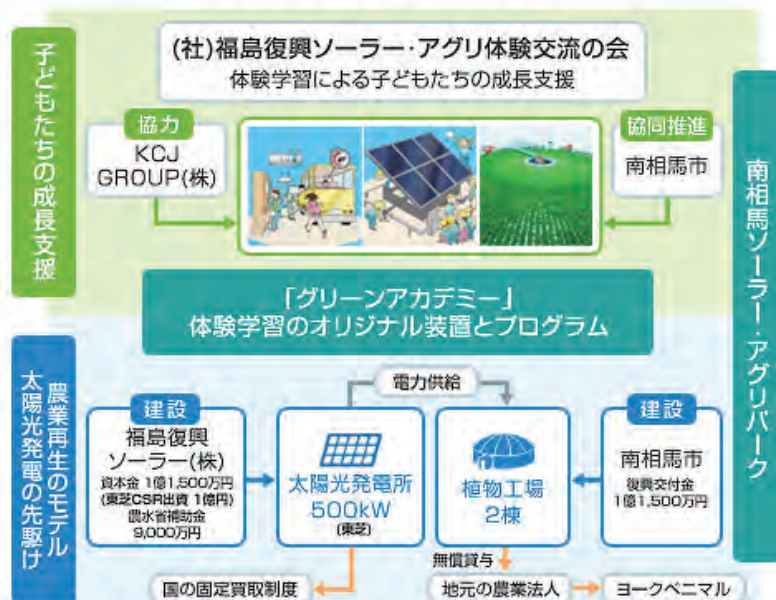 (社)福島復興ソーラー・アグリ体験交流の会
体験学習による子どもたちの成長支援
子どもたちの成長支援
協力
KCJ
GROUP(株)
協同推進
南相馬市
南相馬ソーラー・アグリパーク
「グリーンアカデミー」
体験学習のオリジナル装置とプログラム
農業再生のモデル
太陽光発電の先駆け
電力供給
建設
福島復興
ソーラー(株)
資本金 1億1,500万円
(東芝CSR出資 1億円)
農水省補助金
9,000万円
太陽光発電所
500kW
(東芝)
植物工場
2棟
建設
南相馬市
復興交付金
1億1,500万円
無償貸与
国の固定買取制度
地元の農業法人
ヨークベニマル